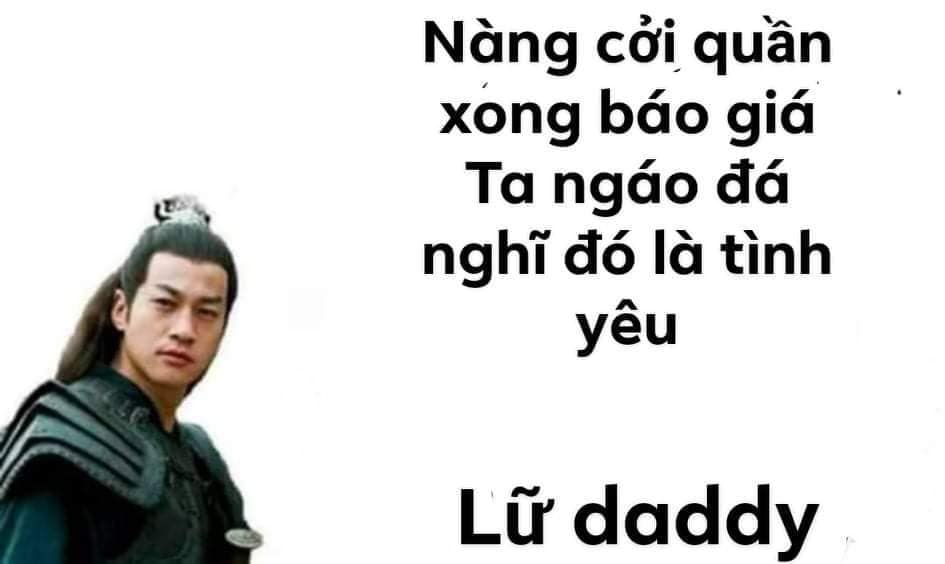 Nàng cởi quần
xong báo giá
Ta ngáo đá
nghĩ đó là tình
yêu
Lữ daddy